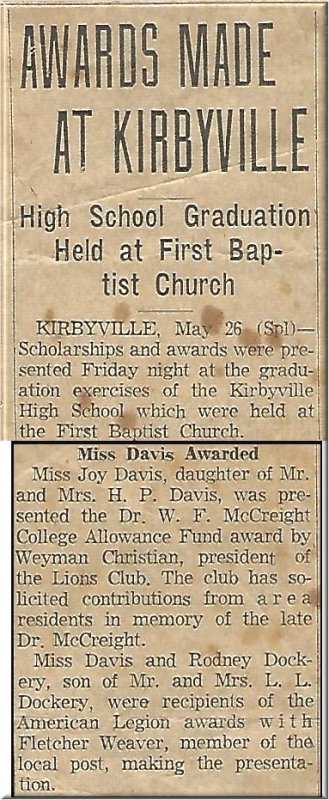 AWARDS MADE
AT KIRBYVILLE
High School Graduation
Held at First Bap-
tist Church
KIRBYVILLE, May 26 (Spl)—
Scholarships and awards were pre-
sented Friday night at the gradu-
ation exercises of the Kirbyville
High School which were held at
the First Baptist Church.
Miss Davis Awarded
Miss Joy Davis, daughter of Mr.
and Mrs. H. P. Davis, was pre-
sented the Dr. W. F. McCreight
College Allowance Fund award by
Weyman Christian, president of
the Lions Club. The club has so-
licited contributions from area
residents in memory of the late
Dr. McCreight.
Miss Davis and Rodney Dock-
ery, son of Mr. and Mrs. L. L.
Dockery, were recipients of the
American Legion awards with
Fletcher Weaver, member of the
local post, making the presenta-
tion.